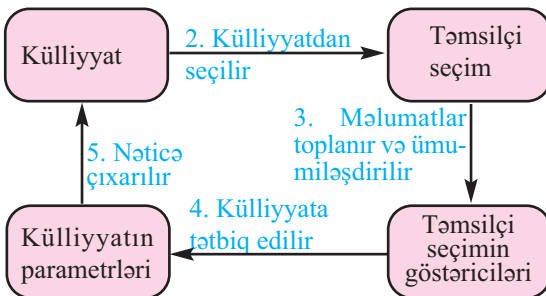 Külliyyat
2. Külliyyatdan
seçilir
Təmsilçi
seçim
3. Məlumatlar
toplanır və ümu-
miləşdirilir
5. Nəticə
çıxarılır
4. Külliyyata
tətbiq edilir
Külliyyatın
parametrləri
Təmsilçi
seçimin
göstəriciləri